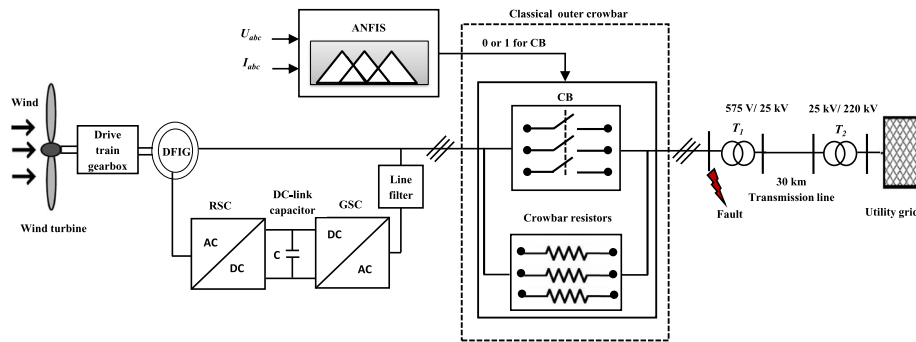 Classical outer crowbar
ANFIS
U_abc
I_abc
0 or 1 for CB
CB
Wind
Drive
train
gearbox
DFIG
Wind turbine
RSC
AC
DC
DC-link
capacitor
C
GSC
DC
AC
Line
filter
Crowbar resistors
575 V/ 25 kV
T_1
25 kV/ 220 kV
T_2
30 km
Transmission line
Fault
Utility grid